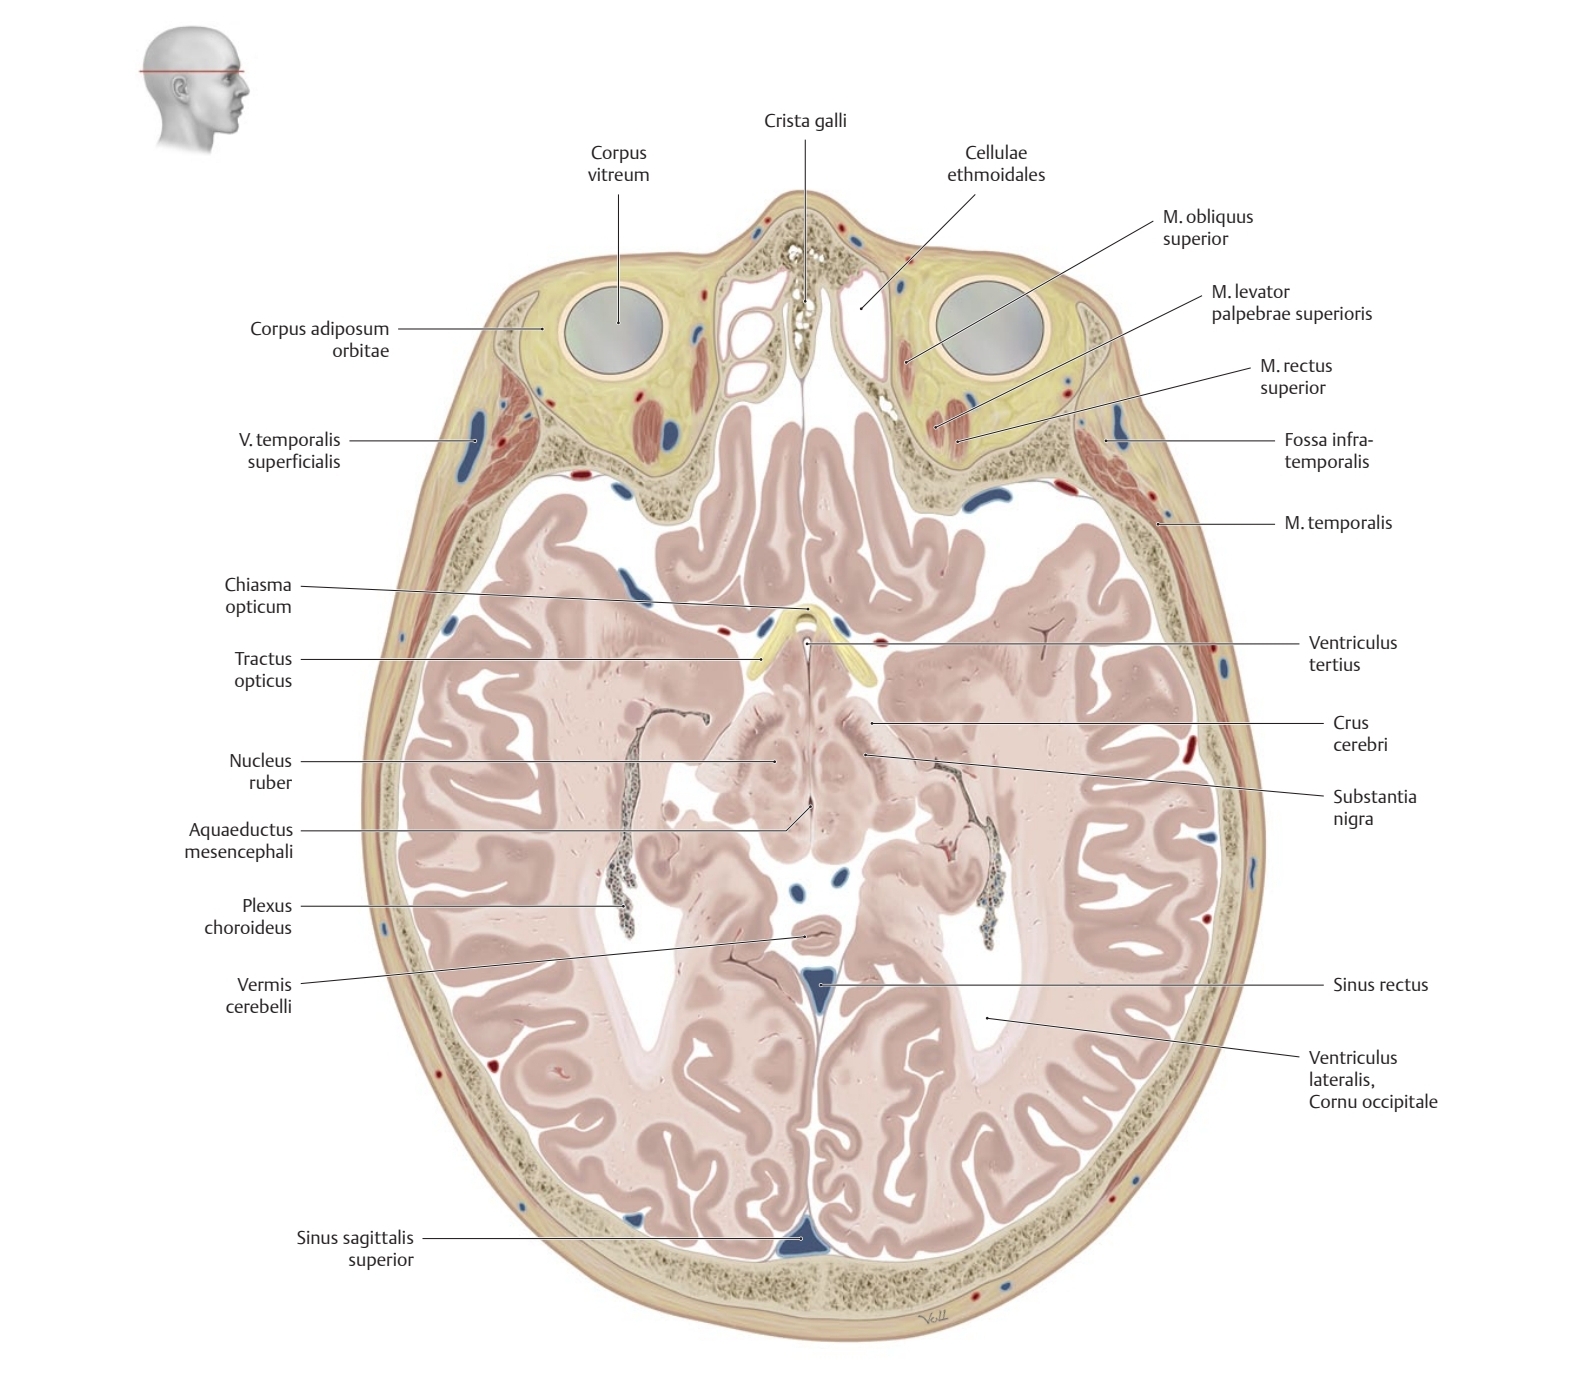 Crista galli
Corpus
vitreum
Cellulae
ethmoidales
M. obliquus
superior
M. levator
palpebrae superioris
Corpus adiposum
orbitae
M. rectus
superior
V. temporalis
superficialis
Fossa infra-
temporalis
M. temporalis
Chiasma
opticum
Ventriculus
tertius
Tractus
opticus
Crus
cerebri
Nucleus
ruber
Substantia
nigra
Aquaeductus
mesencephali
Plexus
choroideus
Vermis
cerebelli
Sinus rectus
Ventriculus
lateralis,
Cornu occipitale
Sinus sagittalis
superior